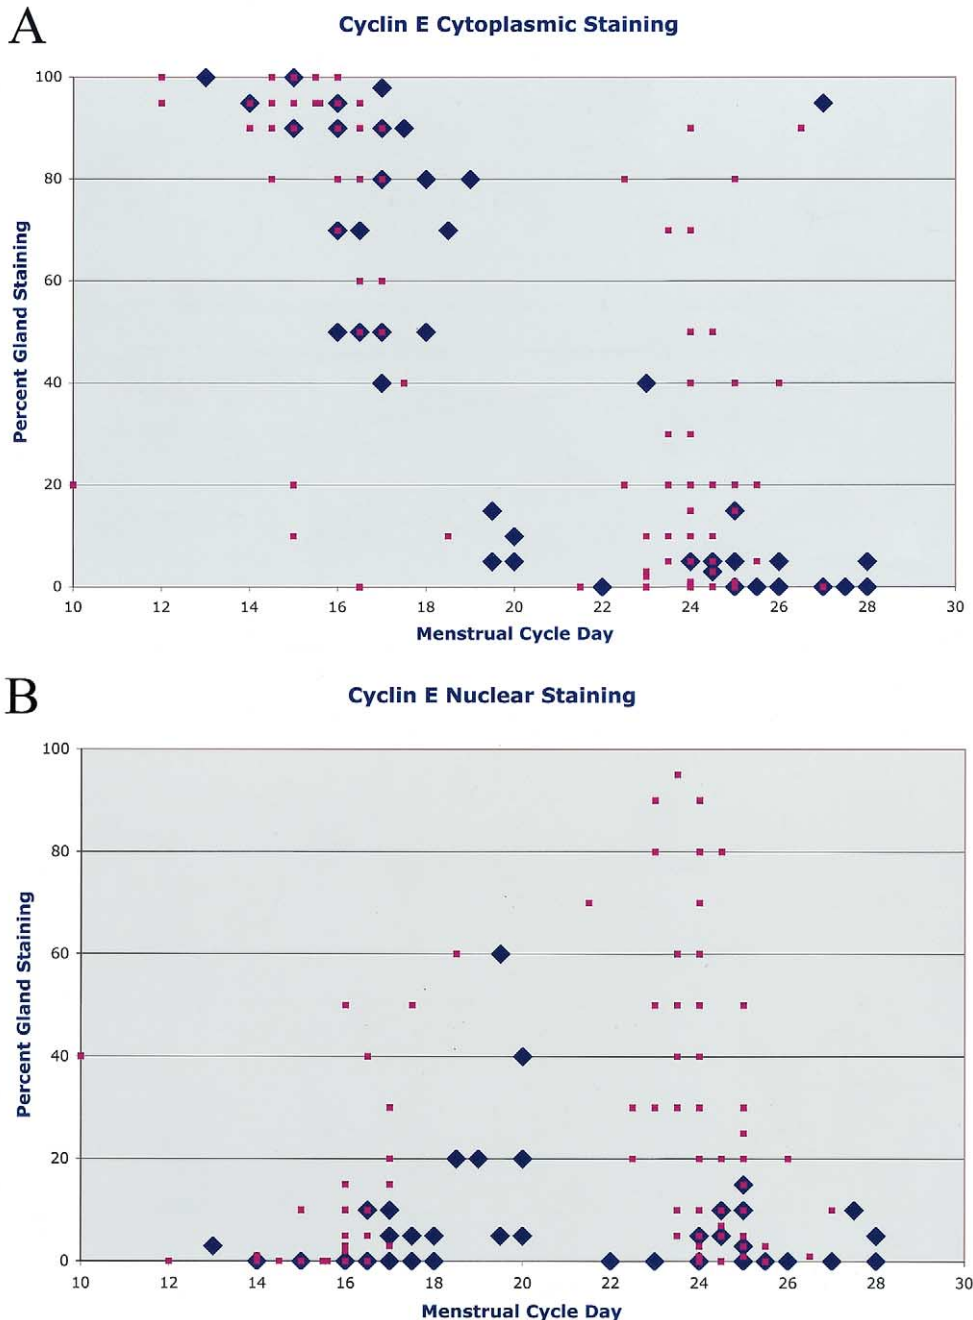 A
Cyclin E Cytoplasmic Staining
100
80
60
40
20
0
Percent Gland Staining
10 12 14 16 18 20 22 24 26 28 30
Menstrual Cycle Day
B
Cyclin E Nuclear Staining
100
80
60
40
20
0
Percent Gland Staining
10 12 14 16 18 20 22 24 26 28 30
Menstrual Cycle Day